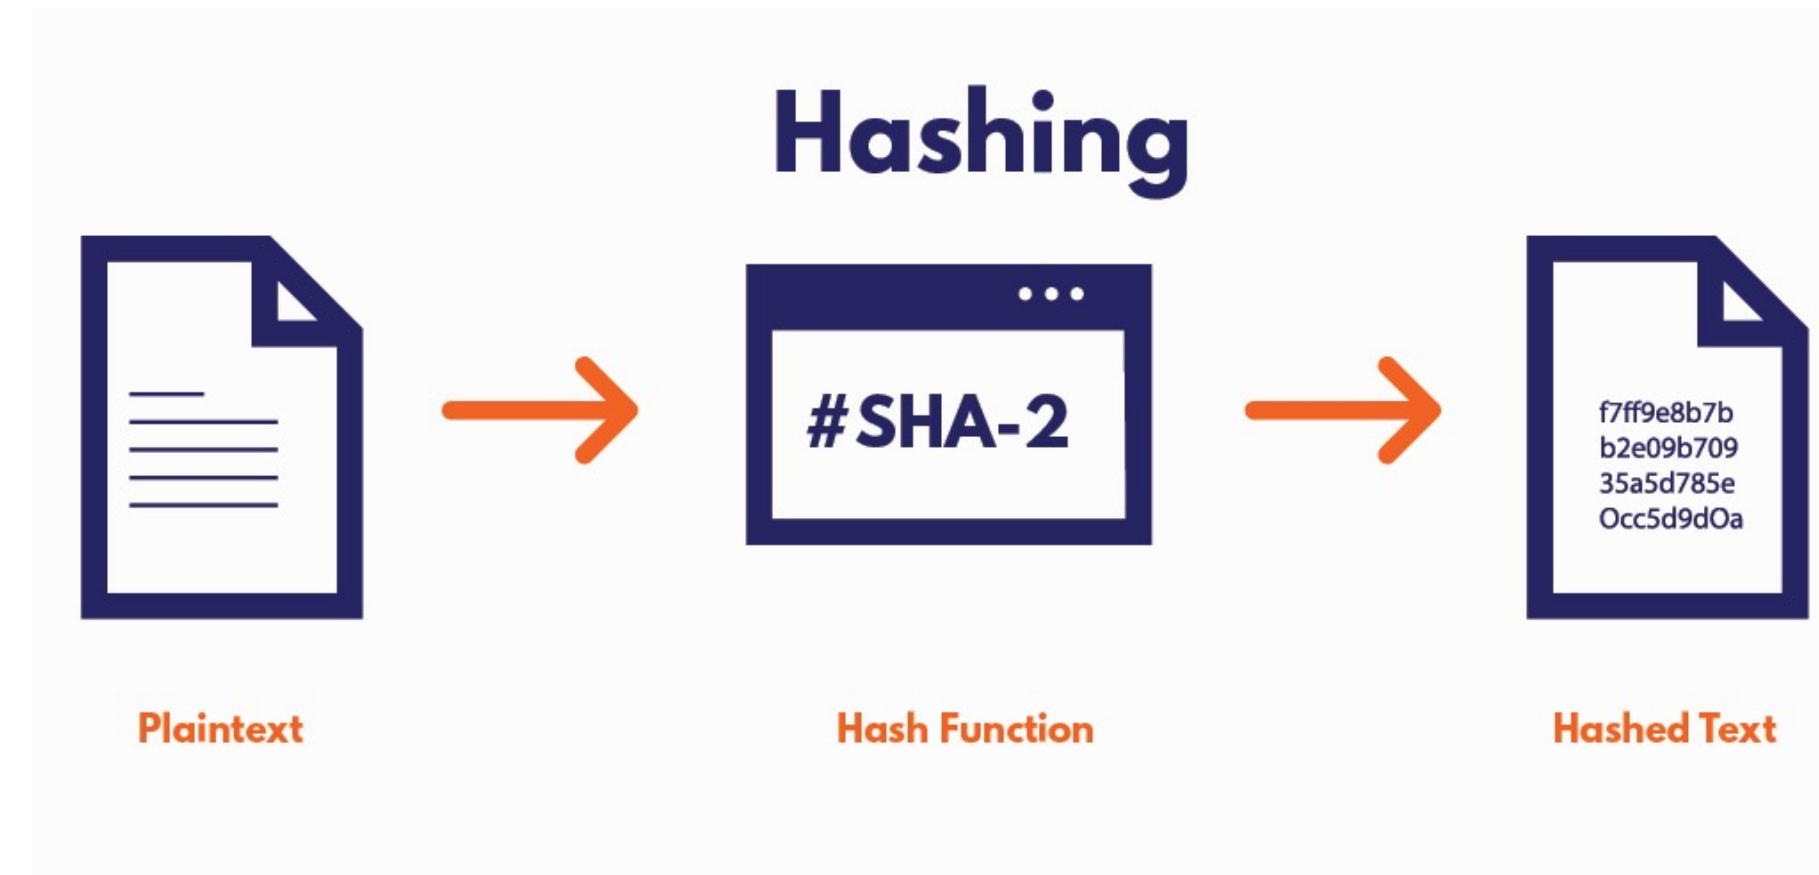 Hashing
#SHA-2
f7ff9e8b7b
b2e09b709
35a5d785e
Occ5d9dOa
Plaintext
Hash Function
Hashed Text